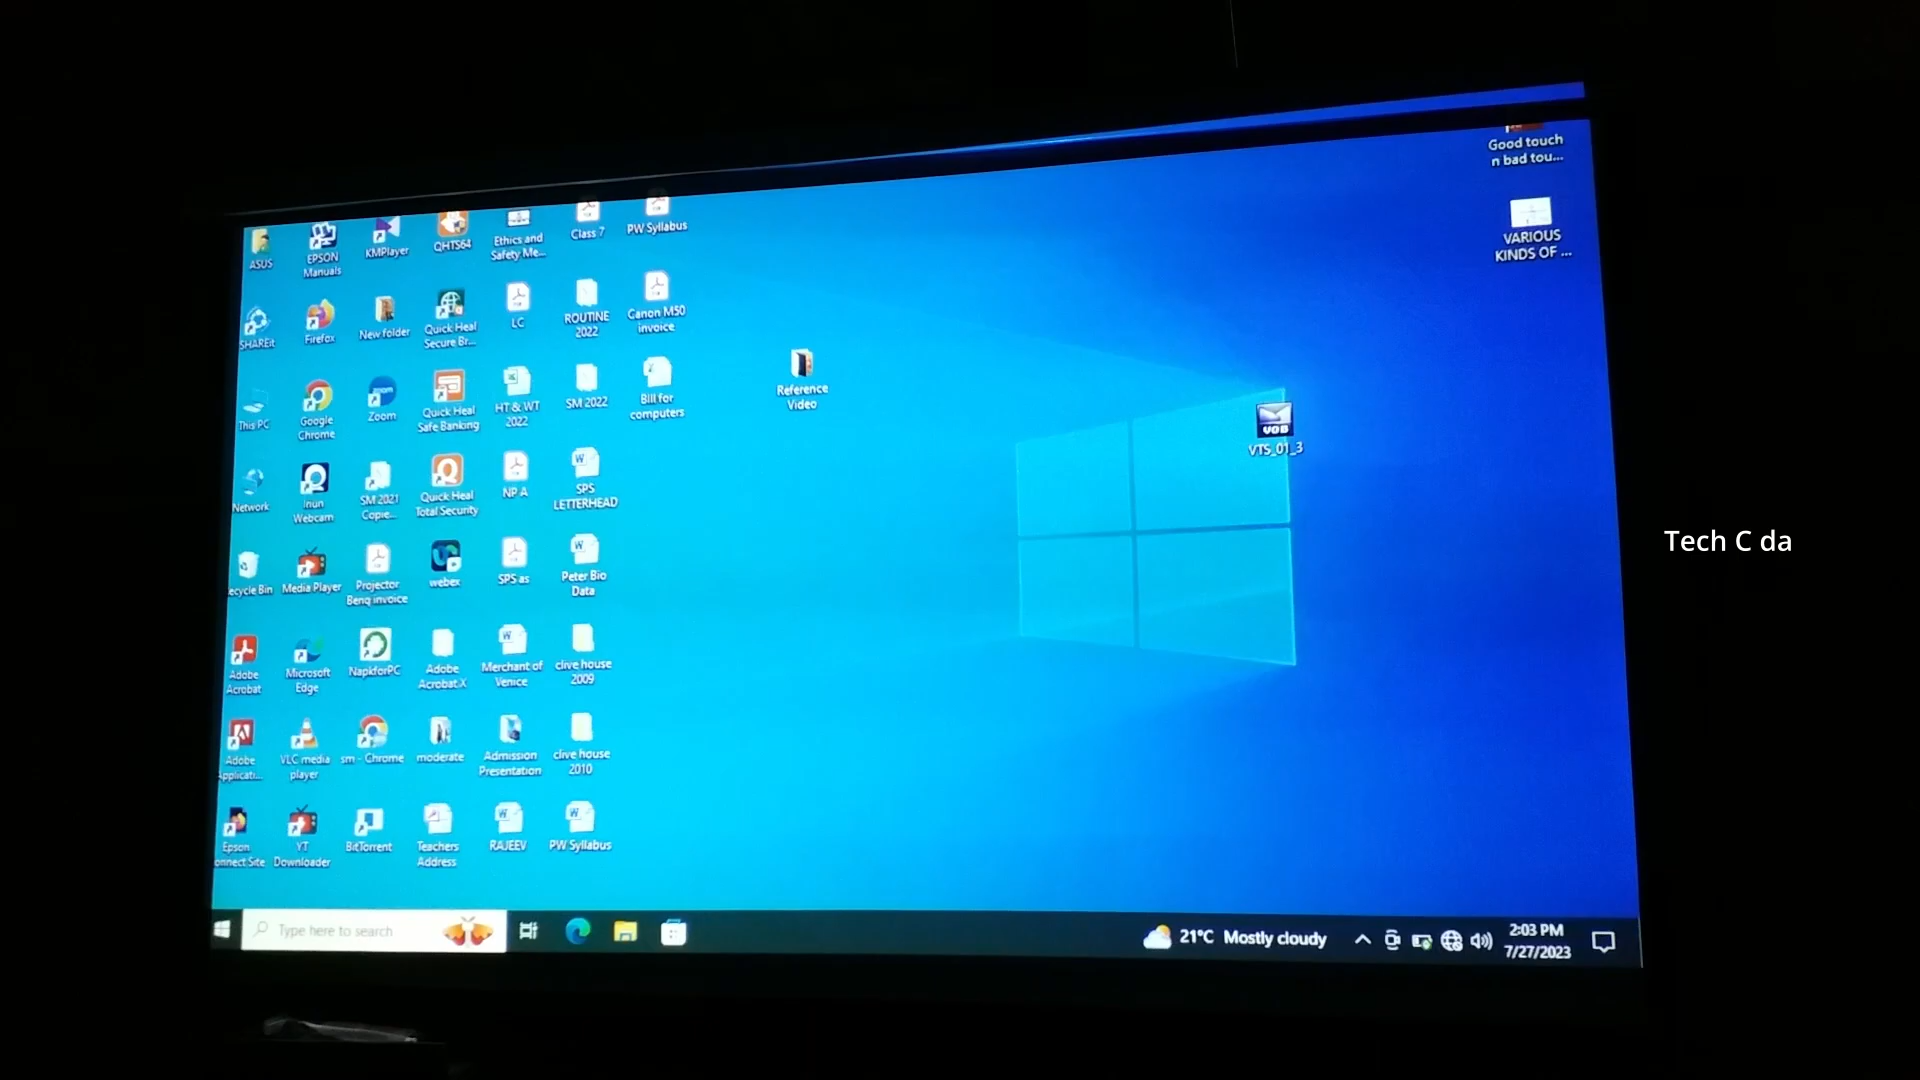 Good touch
n bad tou...
VARIOUS
KINDS OF ...
ASUS
EPSON
Manuals
KMPlayer
QHTS64
Ethics and
Safety Me...
Class 7
PW Syllabus
SHAREit
Firefox
New folder
Quick Heal
Secure Br...
LC
ROUTINE
2022
Canon M50
invoice
This PC
Google
Chrome
Zoom
Quick Heal
Safe Banking
HT & WT
2022
SM 2022
Bill for
computers
Reference
Video
VOB
VTS_01_3
Network
Inun
Webcam
SM 2021
Copie...
Quick Heal
Total Security
NP A
SPS
LETTERHEAD
ecycle Bin
Media Player
Projector
Benq invoice
webex
SPS as
Peter Bio
Data
Adobe
Acrobat
Microsoft
Edge
NapkforPC
Adobe
Acrobat.X
Merchant of
Venice
clive house
2009
Adobe
Applicati...
VLC media
player
sm - Chrome
moderate
Admission
Presentation
clive house
2010
Epson
onnect Site
YT
Downloader
BitTorrent
Teachers
Address
RAJEEV
PW Syllabus
Type here to search
21°C Mostly cloudy
2:03 PM
7/27/2023
Tech C da